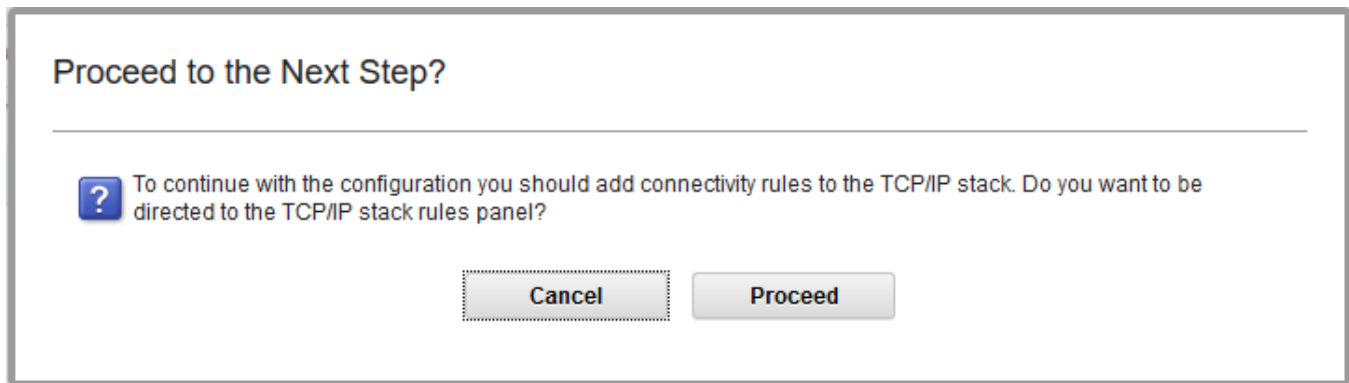 Proceed to the Next Step?
? To continue with the configuration you should add connectivity rules to the TCP/IP stack. Do you want to be
directed to the TCP/IP stack rules panel?
Cancel Proceed